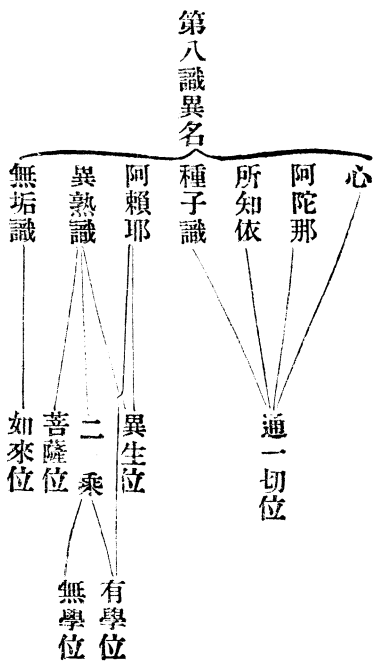 第八識異名
心
阿陀那
所知依
種子識
阿賴耶
異熟識
無垢識
通一切位
異生位
二乘
菩薩位
如來位
有學位
無學位